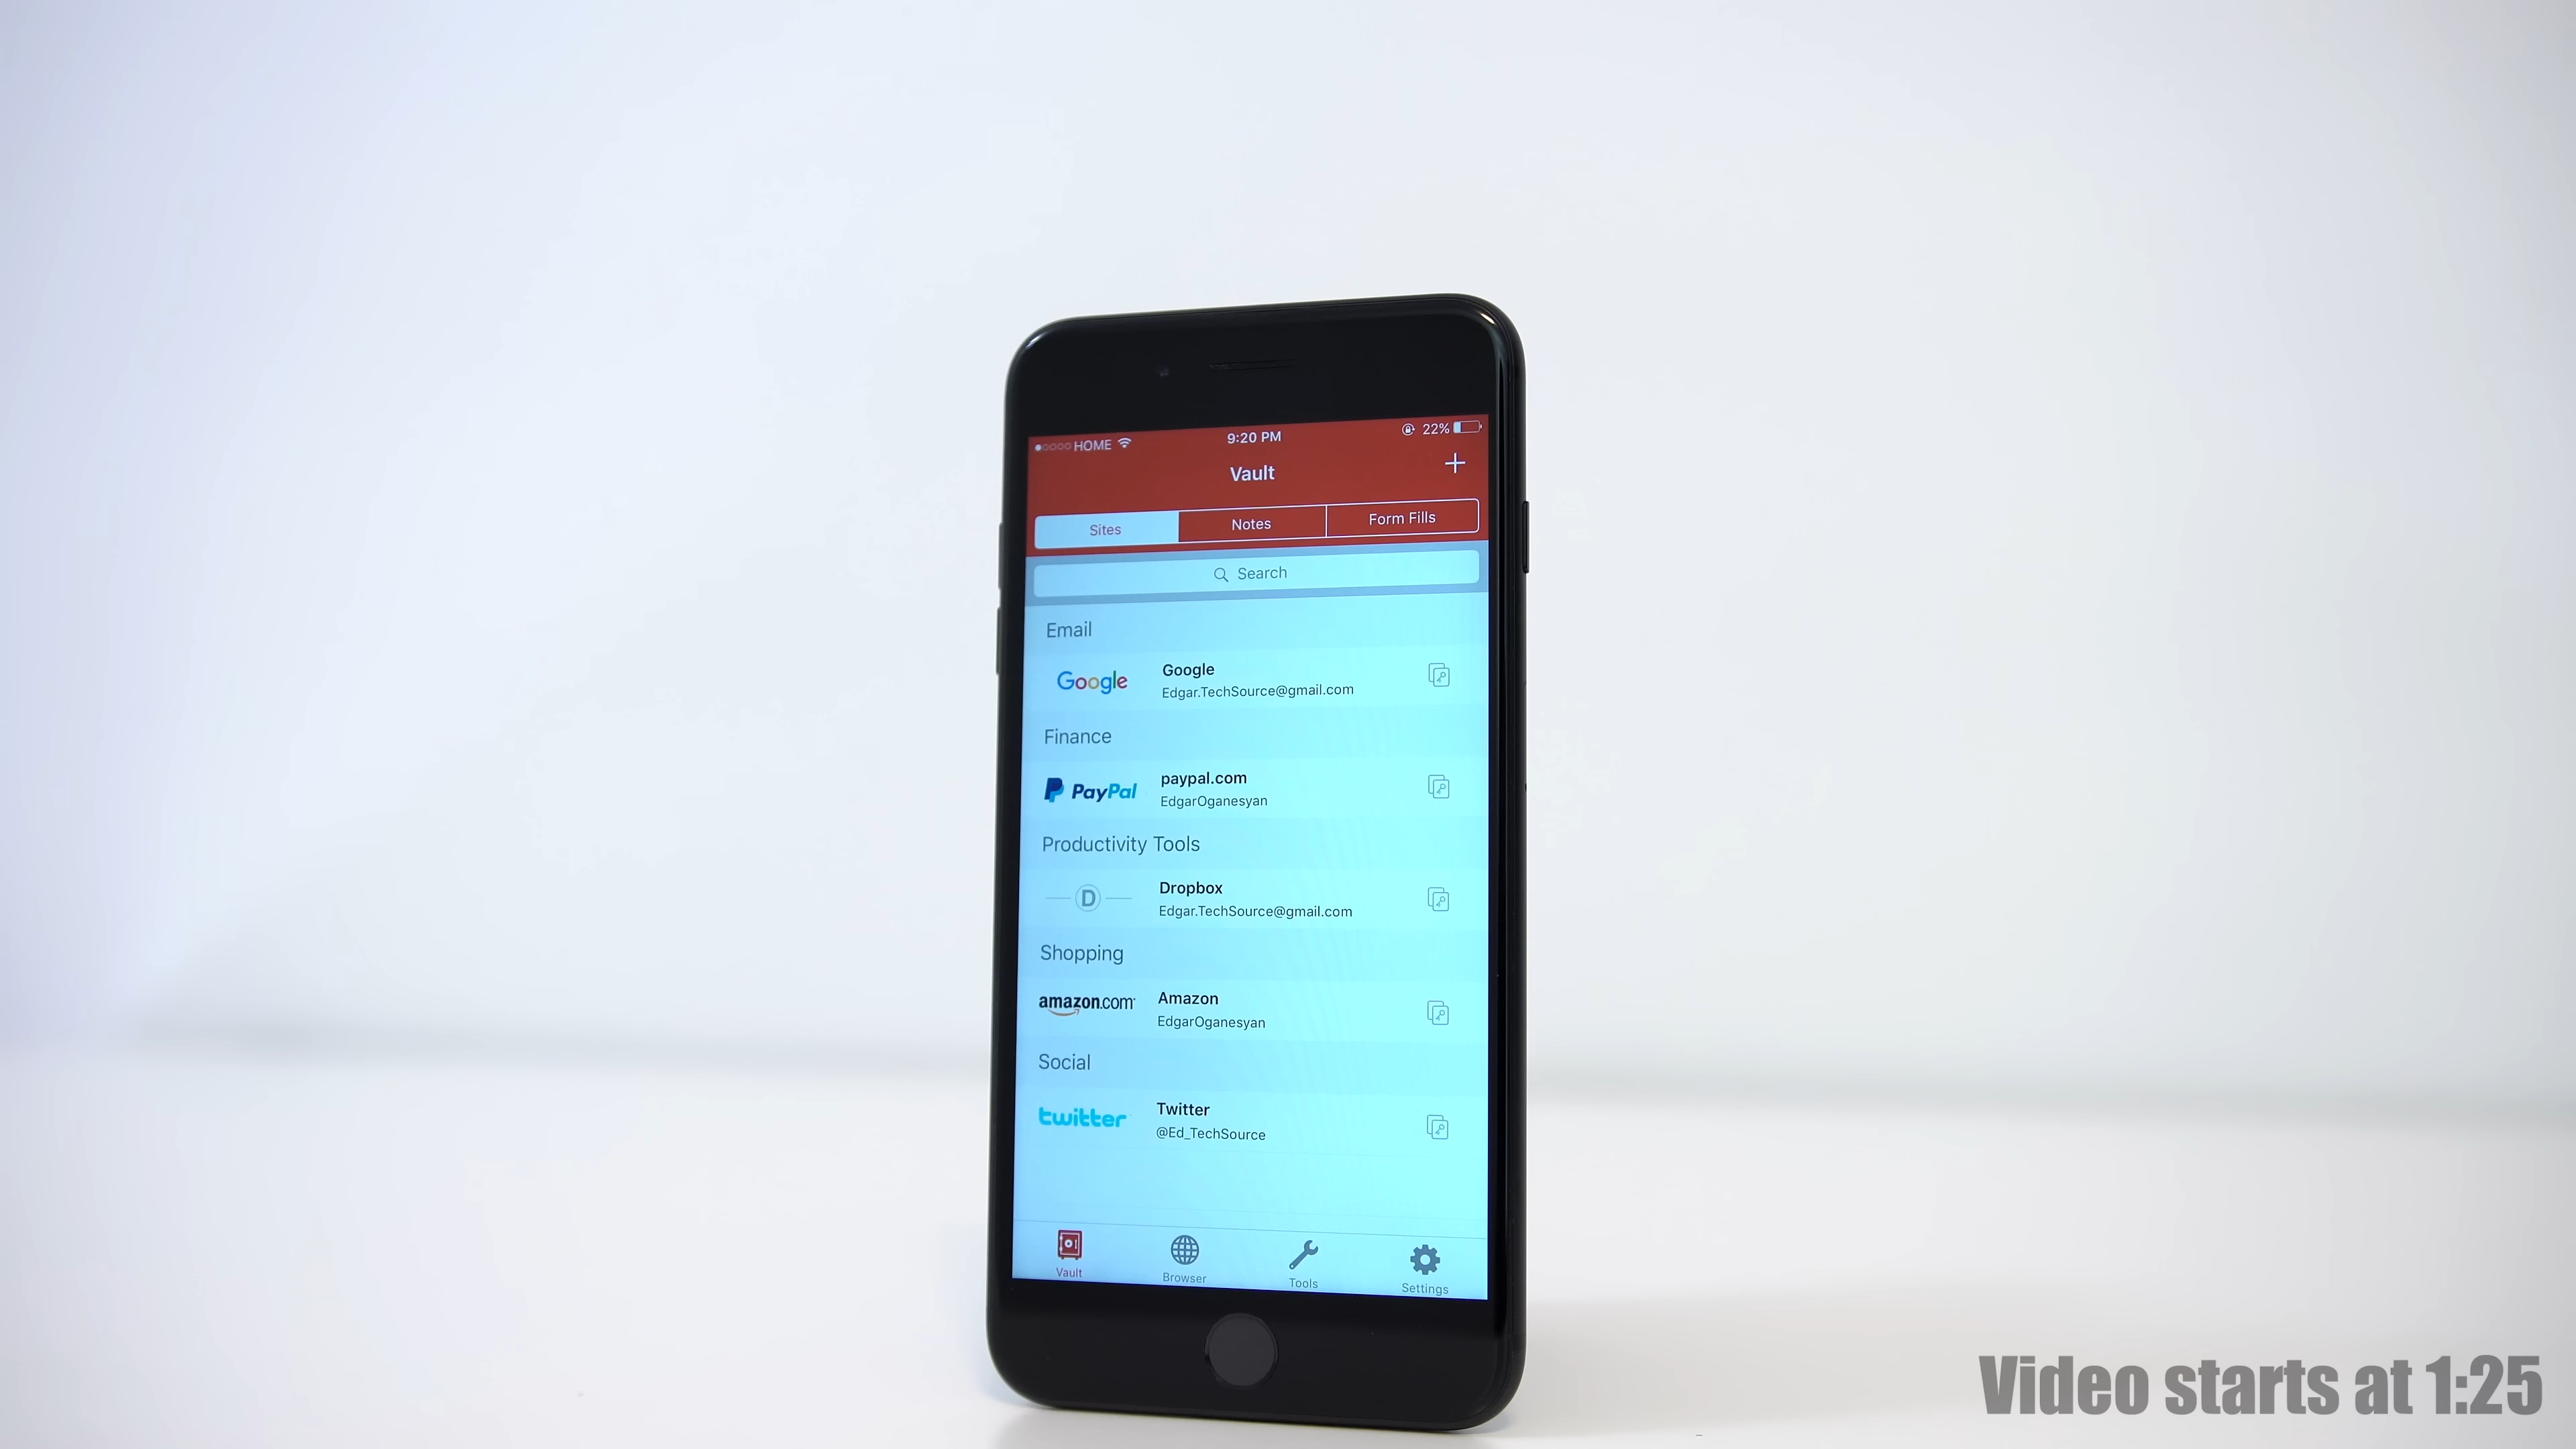 HOME 9:20 PM 22%
Vault +
Sites Notes Form Fills
Search
Email
Google Google
Edgar.TechSource@gmail.com
Finance
PayPal paypal.com
EdgarOganesyan
Productivity Tools
D Dropbox
Edgar.TechSource@gmail.com
Shopping
amazon.com Amazon
EdgarOganesyan
Social
twitter Twitter
@Ed_TechSource
Vault Browser Tools Settings
Video starts at 1:25